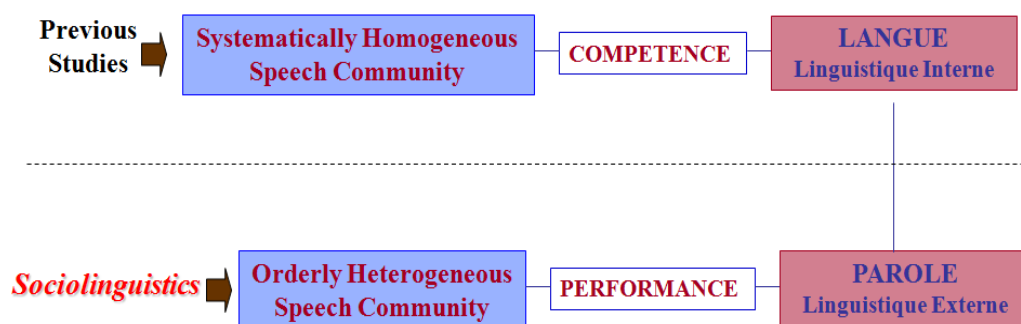 Previous
Studies
Systematically Homogeneous
Speech Community
COMPETENCE
LANGUE
Linguistique Interne
Sociolinguistics
Orderly Heterogeneous
Speech Community
PERFORMANCE
PAROLE
Linguistique Externe